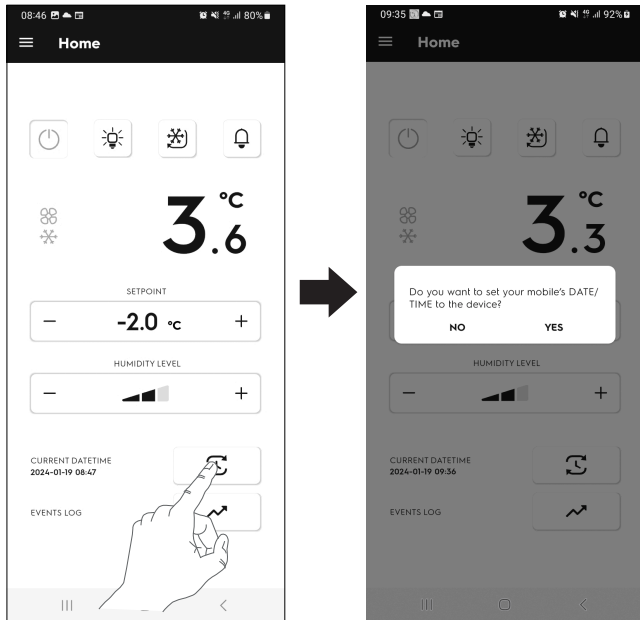 08:46 4G 80%
Home
3.6 °C
SETPOINT
− -2.0 °C +
HUMIDITY LEVEL
− +
CURRENT DATETIME
2024-01-19 08:47
EVENTS LOG
09:35 4G 92%
Home
3.3 °C
Do you want to set your mobile's DATE/
TIME to the device?
NO YES
HUMIDITY LEVEL
− +
CURRENT DATETIME
2024-01-19 09:36
EVENTS LOG